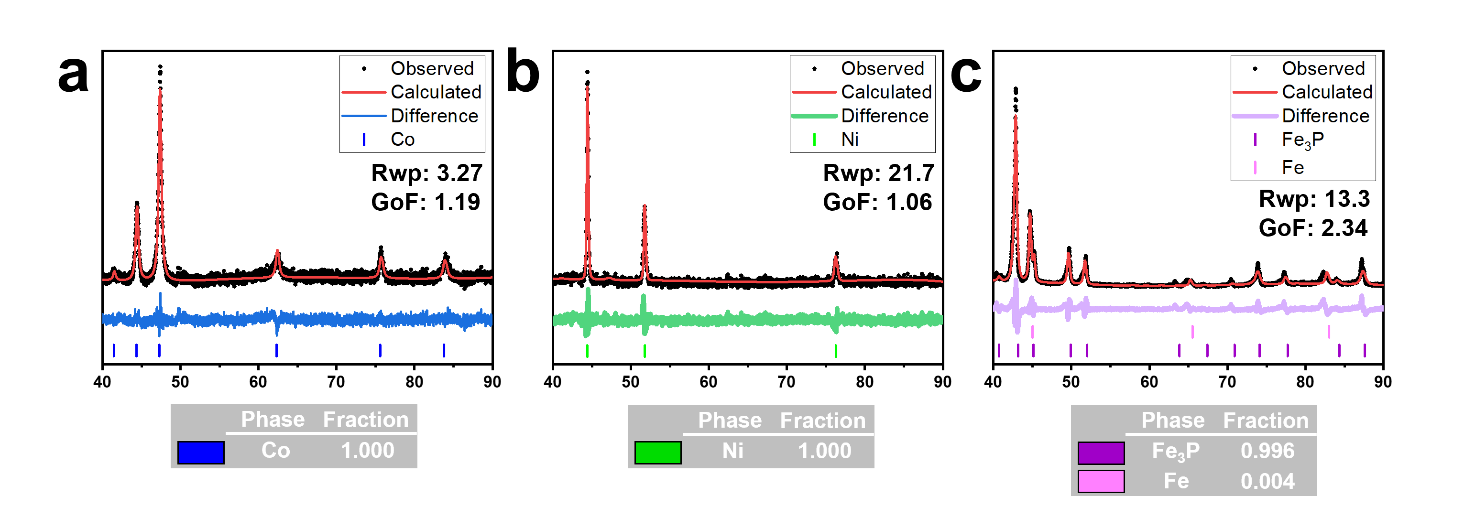 a
Observed
Calculated
Difference
Co
Rwp: 3.27
GoF: 1.19
40 50 60 70 80 90
Phase Fraction
Co 1.000
b
Observed
Calculated
Difference
Ni
Rwp: 21.7
GoF: 1.06
40 50 60 70 80 90
Phase Fraction
Ni 1.000
c
Observed
Calculated
Difference
Fe₃P
Fe
Rwp: 13.3
GoF: 2.34
40 50 60 70 80 90
Phase Fraction
Fe₃P 0.996
Fe 0.004